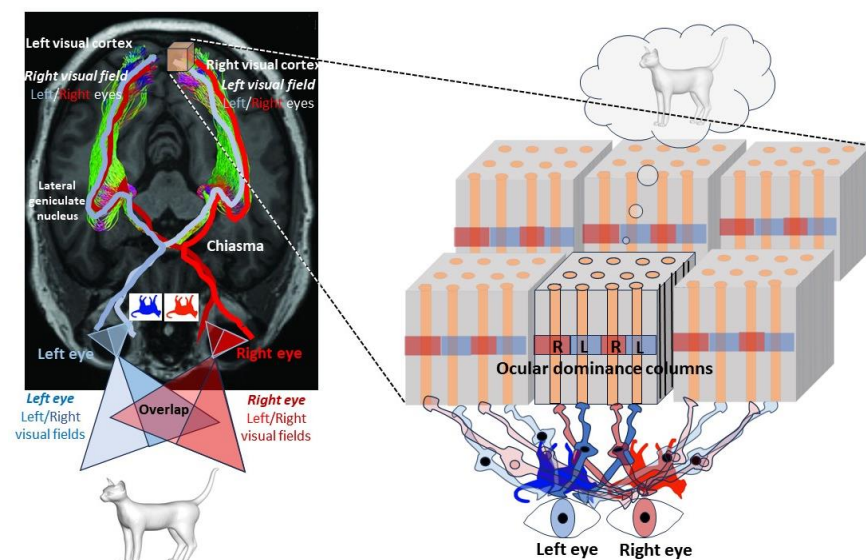 Left visual cortex
Right visual field
Left/Right eyes
Right visual cortex
Left visual field
Left/Right eyes
Lateral
geniculate
nucleus
Chiasma
Left eye
Right eye
Left eye
Left/Right
visual fields
Overlap
Right eye
Left/Right
visual fields
R L R L
Ocular dominance columns
Left eye
Right eye